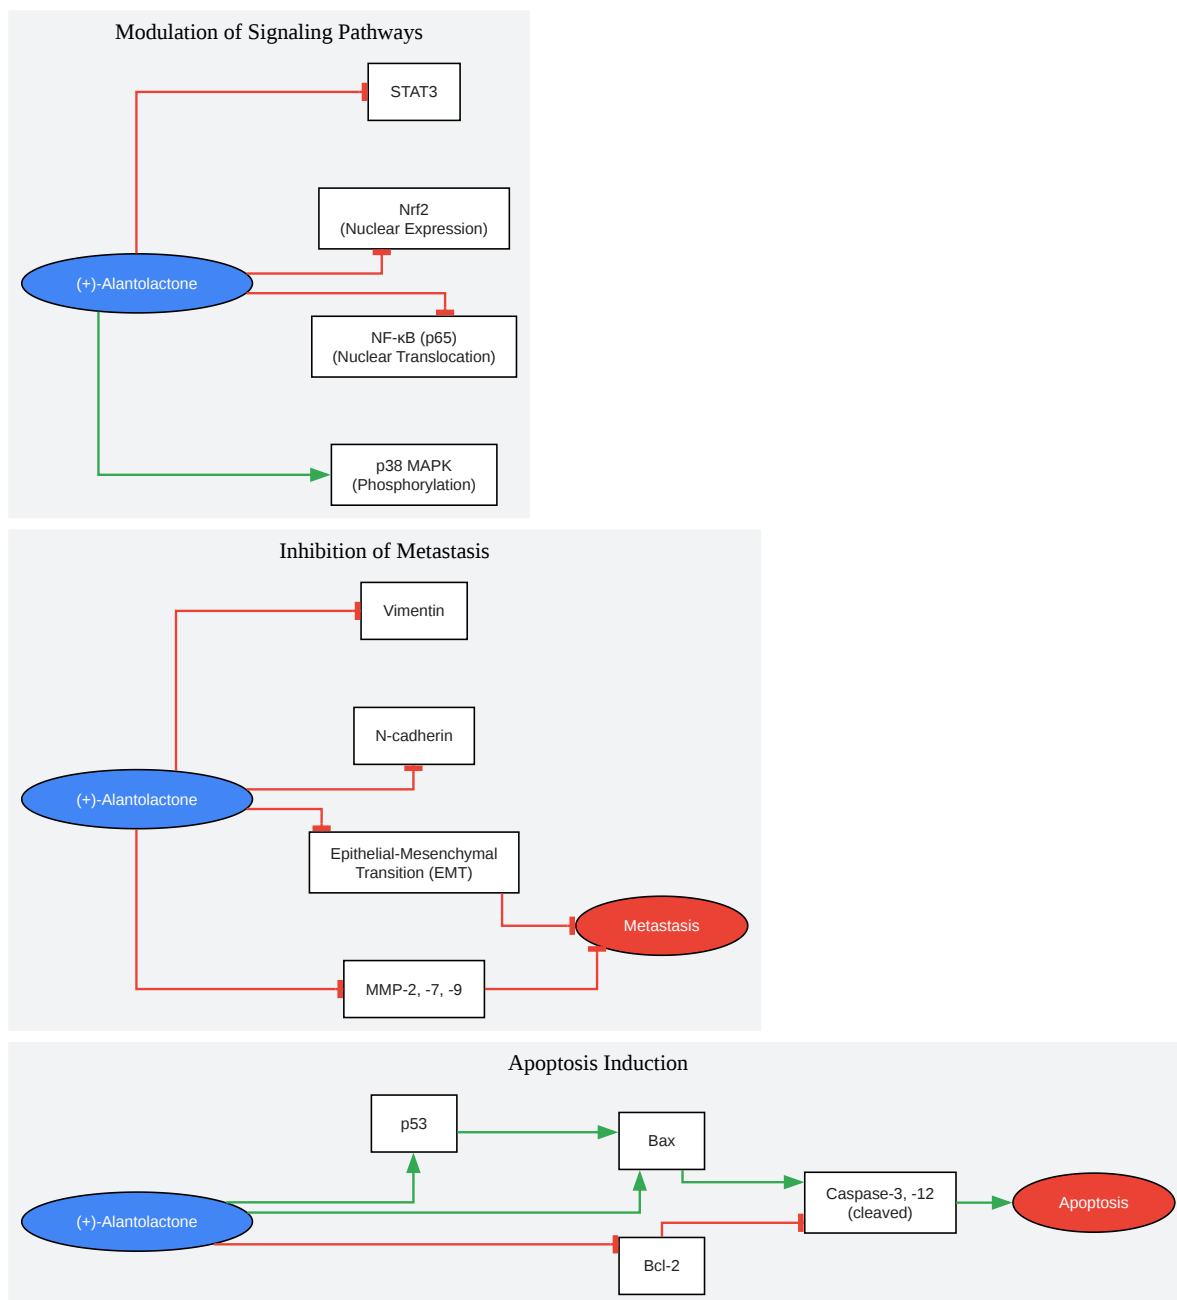 Modulation of Signaling Pathways
STAT3
Nrf2
(Nuclear Expression)
(+)-Alantolactone
NF-κB (p65)
(Nuclear Translocation)
p38 MAPK
(Phosphorylation)
Inhibition of Metastasis
Vimentin
N-cadherin
(+)-Alantolactone
Epithelial-Mesenchymal
Transition (EMT)
Metastasis
MMP-2, -7, -9
Apoptosis Induction
p53
Bax
Caspase-3, -12
(cleaved)
Apoptosis
(+)-Alantolactone
Bcl-2